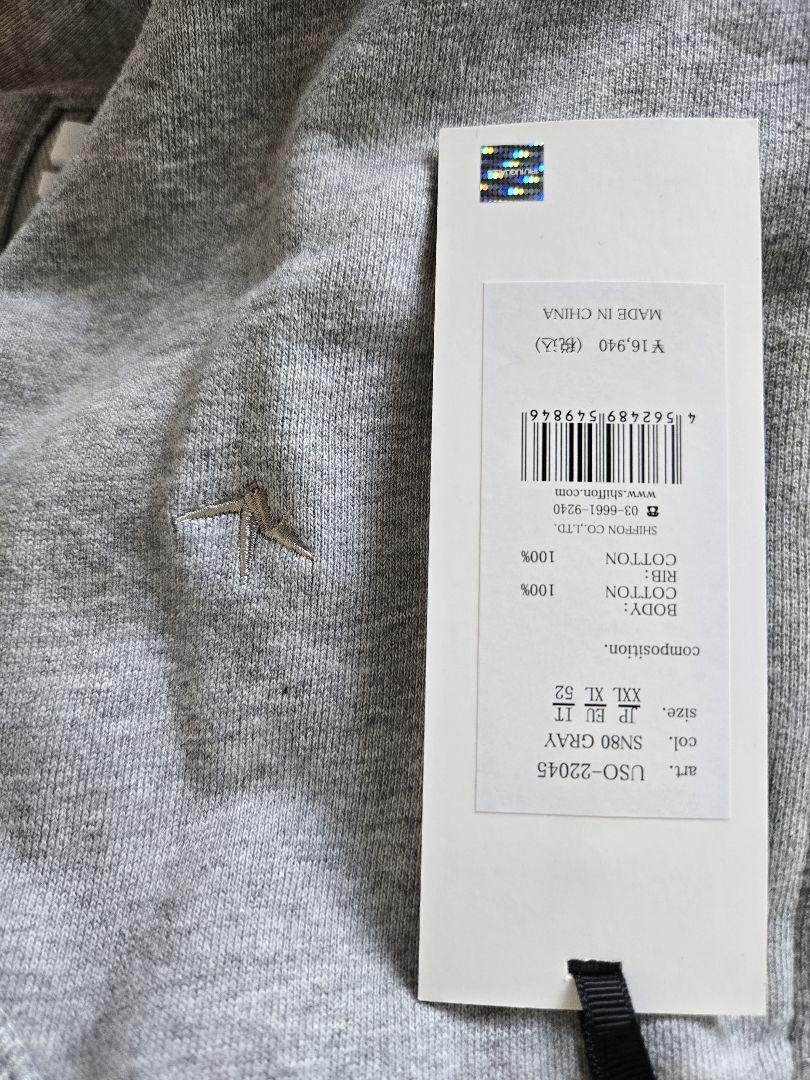 art. USO-22045
col. SN80 GRAY
size. JP EU IT
XXL XL 52
composition.
BODY:
COTTON 100%
RIB:
COTTON 100%
SHIFFON CO.,LTD.
☎ 03-6661-9240
www.shiffon.com
4 562489 549846
￥16,940 (税込)
MADE IN CHINA